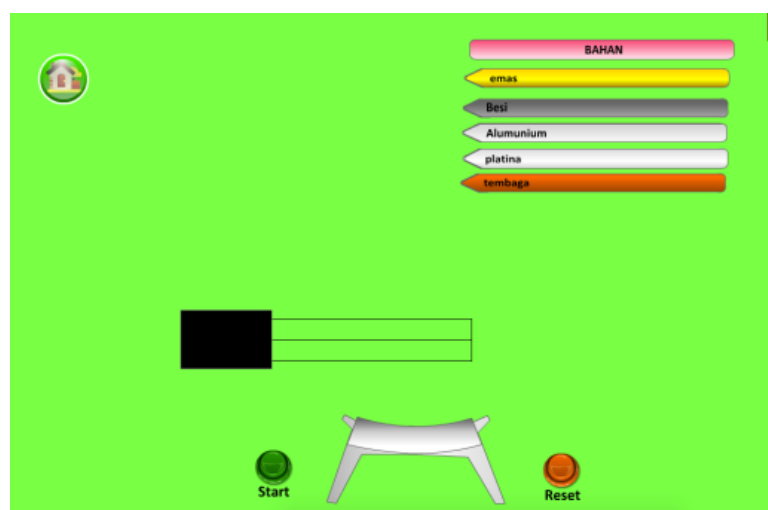 BAHAN
emas
Besi
Alumunium
platina
tembaga
Start
Reset